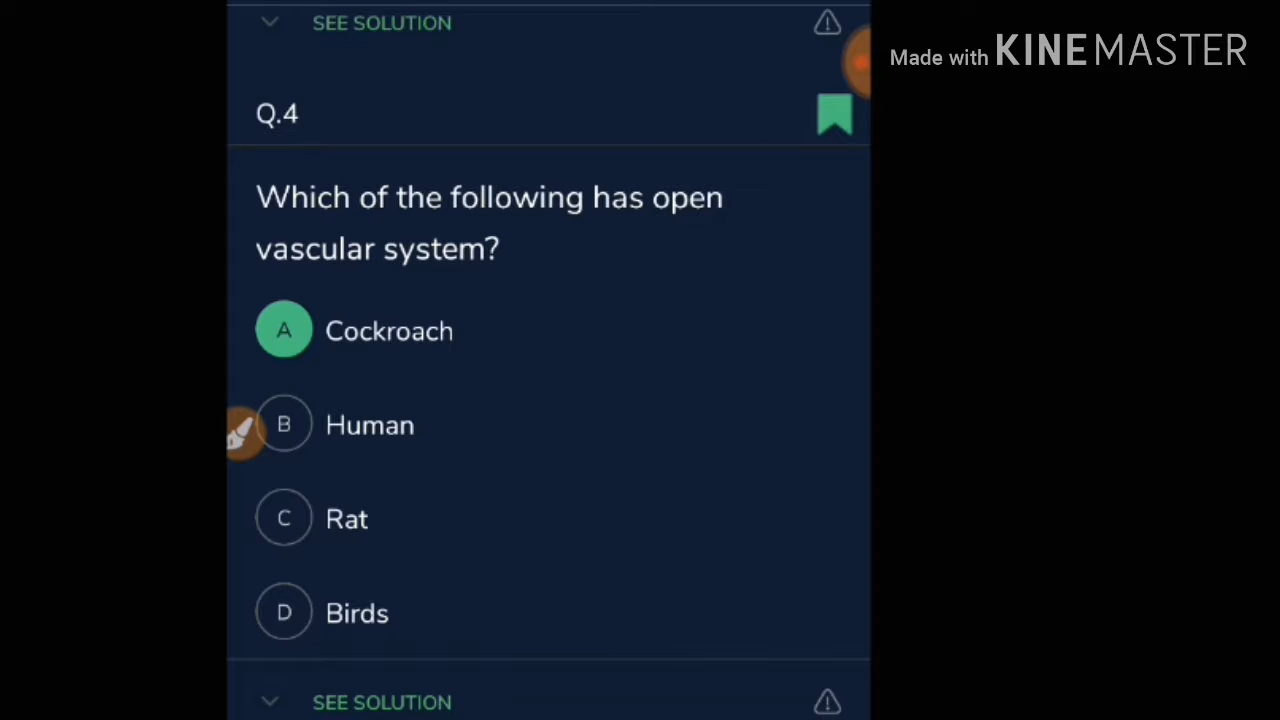 SEE SOLUTION
Made with KINEMASTER
Q.4
Which of the following has open
vascular system?
A Cockroach
B Human
C Rat
D Birds
SEE SOLUTION